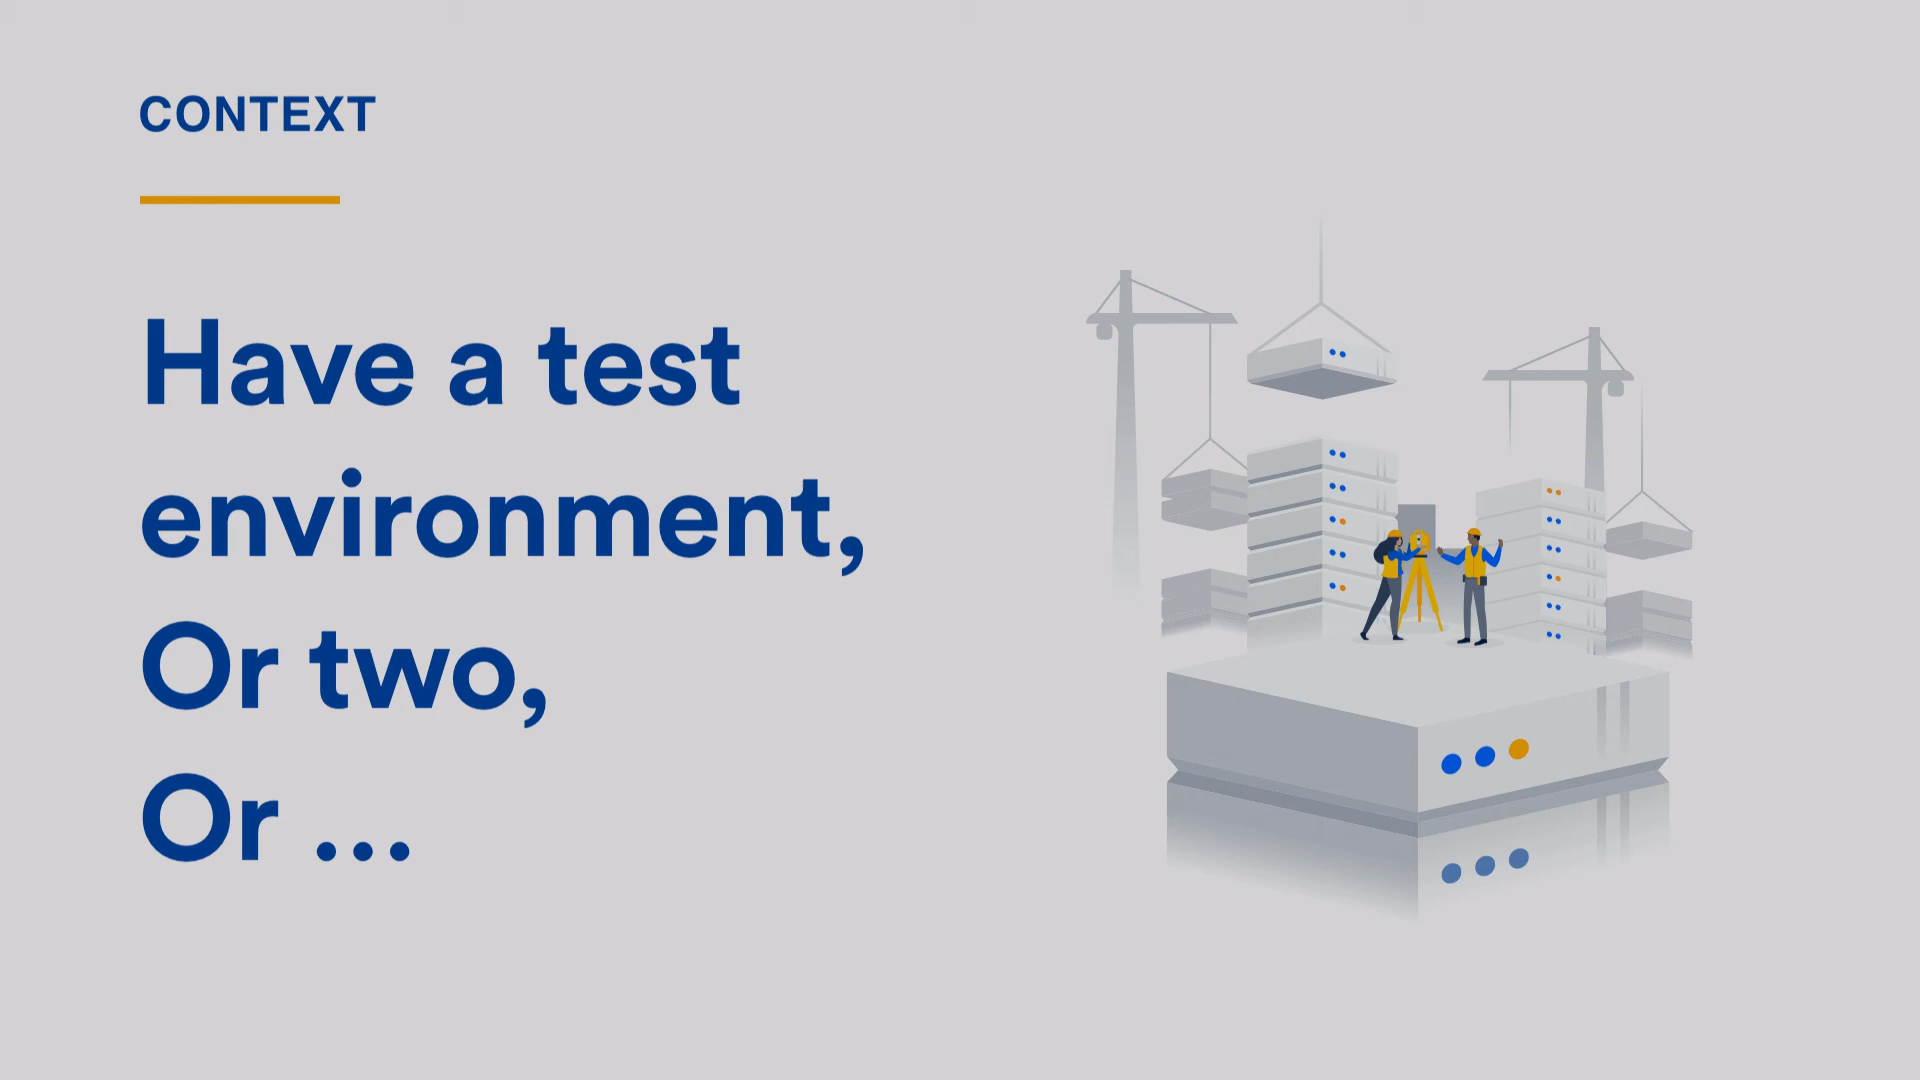 CONTEXT
Have a test
environment,
Or two,
Or ...